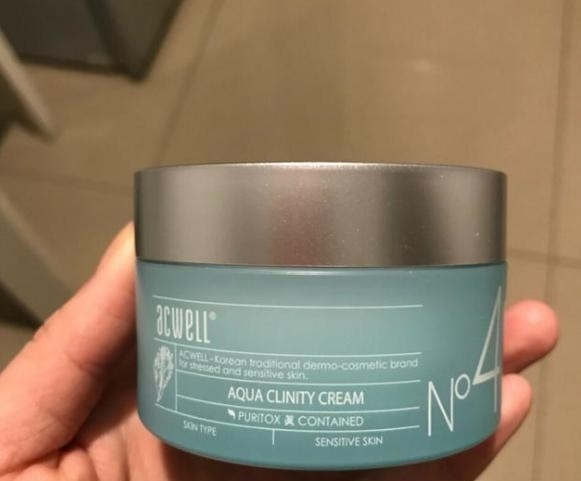 acwell®
ACWELL - Korean traditional dermo-cosmetic brand
for stressed and sensitive skin.
AQUA CLINITY CREAM
PURITOX CONTAINED
SKIN TYPE
SENSITIVE SKIN
No4